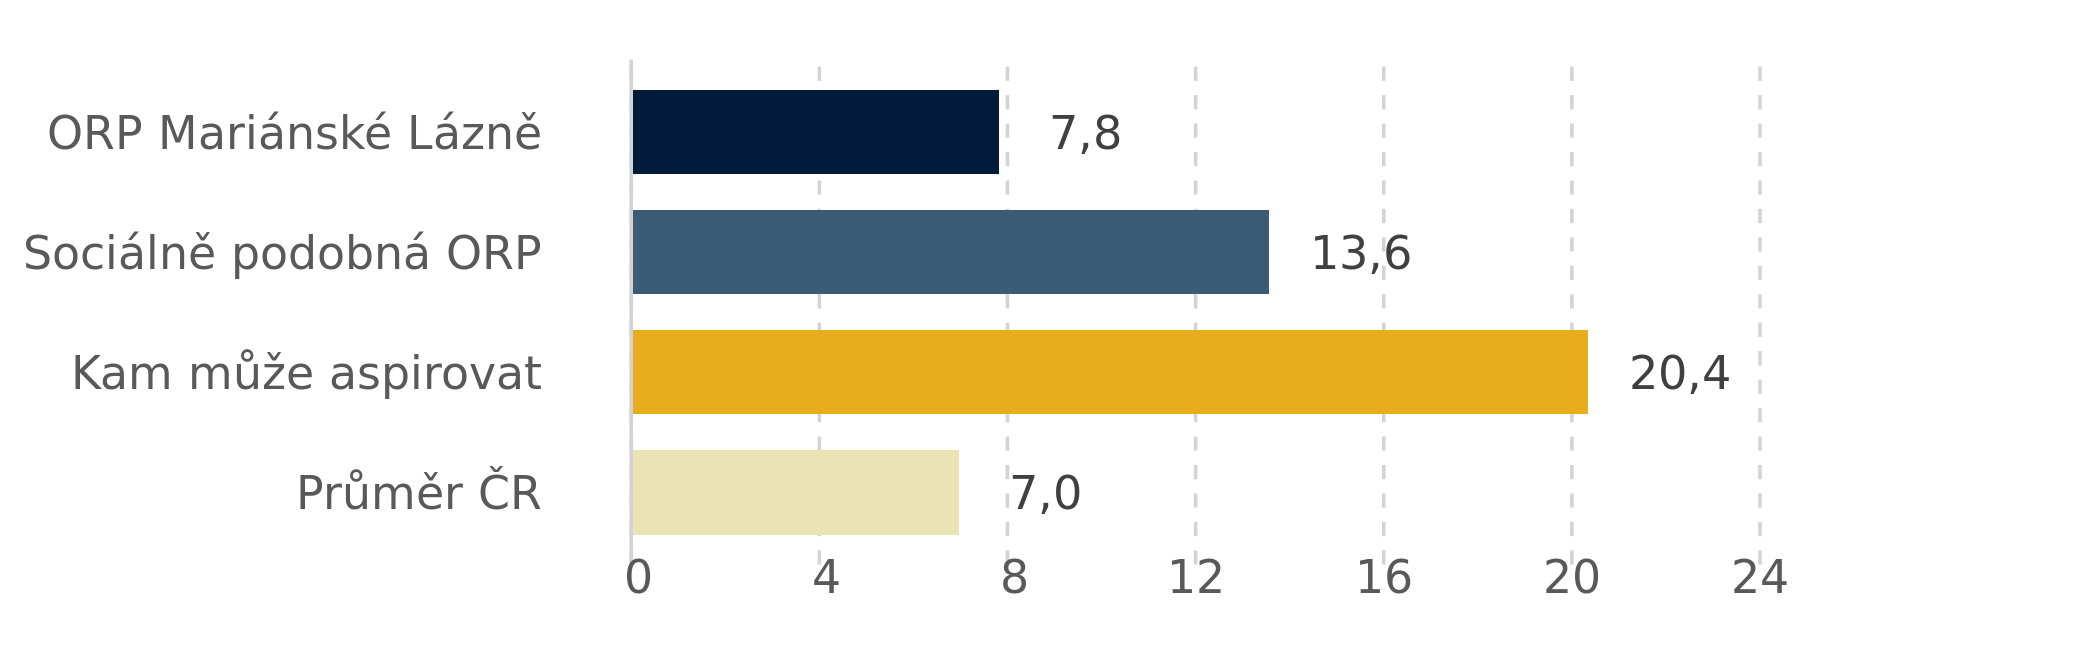 ORP Mariánské Lázně 7,8
Sociálně podobná ORP 13,6
Kam může aspirovat 20,4
Průměr ČR 7,0
0 4 8 12 16 20 24